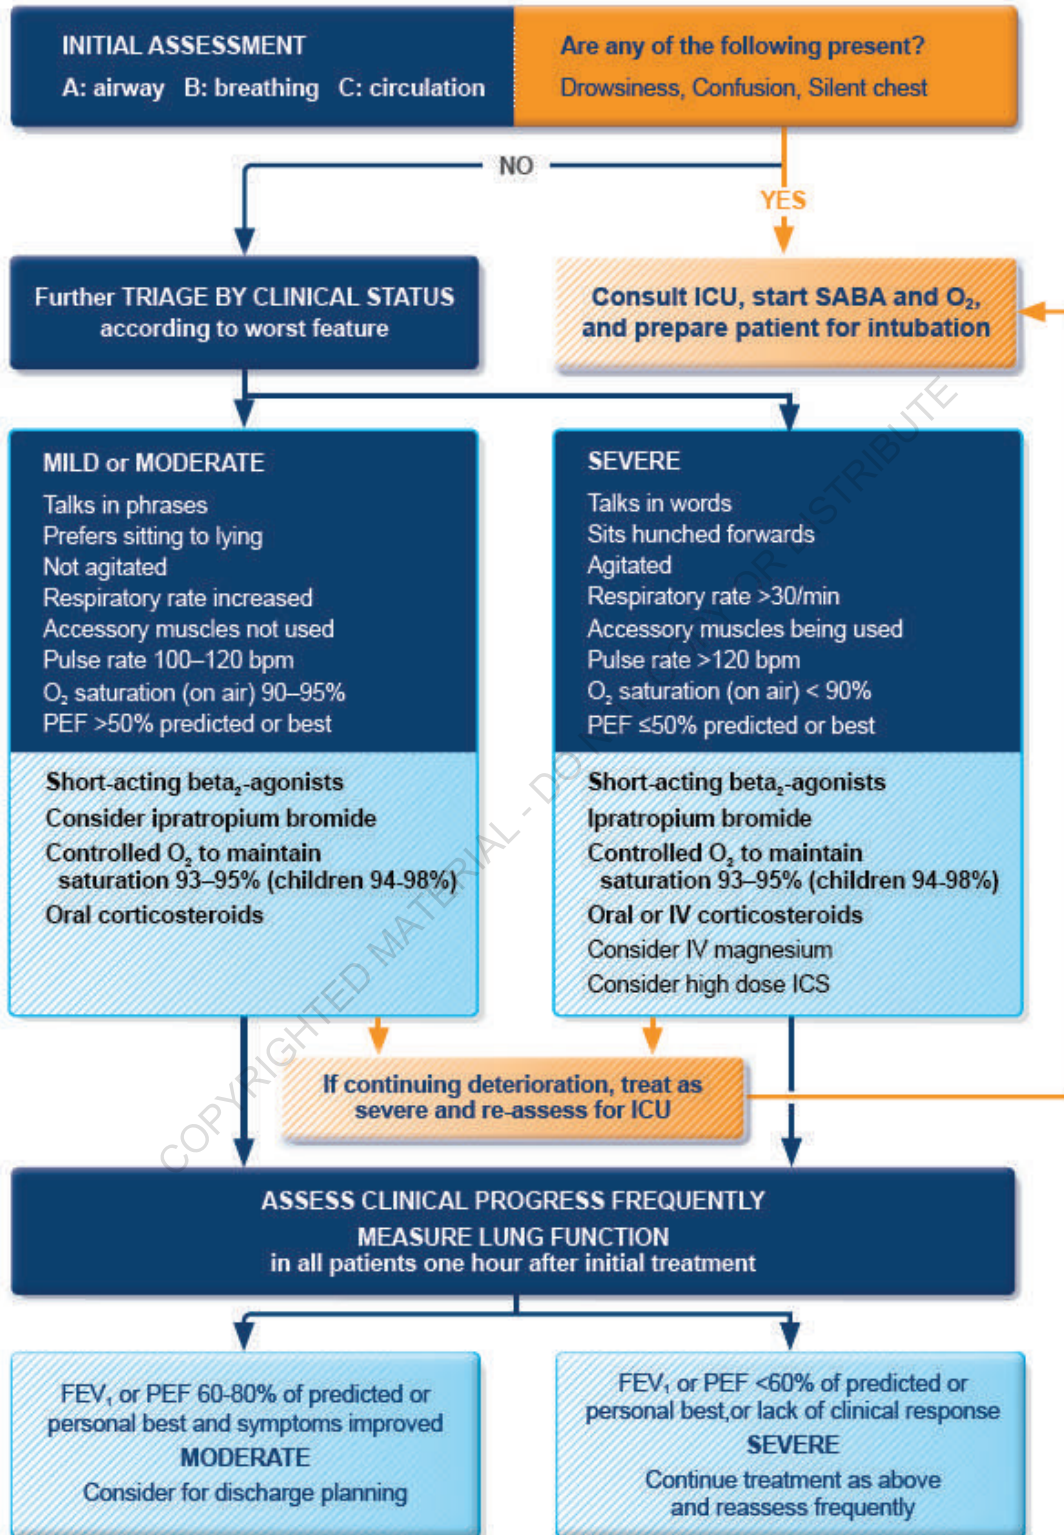 INITIAL ASSESSMENT
A: airway B: breathing C: circulation
Are any of the following present?
Drowsiness, Confusion, Silent chest
NO
YES
Further TRIAGE BY CLINICAL STATUS
according to worst feature
Consult ICU, start SABA and O₂,
and prepare patient for intubation
MILD or MODERATE
Talks in phrases
Prefers sitting to lying
Not agitated
Respiratory rate increased
Accessory muscles not used
Pulse rate 100–120 bpm
O₂ saturation (on air) 90–95%
PEF >50% predicted or best
SEVERE
Talks in words
Sits hunched forwards
Agitated
Respiratory rate >30/min
Accessory muscles being used
Pulse rate >120 bpm
O₂ saturation (on air) < 90%
PEF ≤50% predicted or best
Short-acting beta₂-agonists
Consider ipratropium bromide
Controlled O₂ to maintain
saturation 93–95% (children 94-98%)
Oral corticosteroids
Short-acting beta₂-agonists
Ipratropium bromide
Controlled O₂ to maintain
saturation 93–95% (children 94-98%)
Oral or IV corticosteroids
Consider IV magnesium
Consider high dose ICS
If continuing deterioration, treat as
severe and re-assess for ICU
ASSESS CLINICAL PROGRESS FREQUENTLY
MEASURE LUNG FUNCTION
in all patients one hour after initial treatment
FEV₁ or PEF 60-80% of predicted or
personal best and symptoms improved
MODERATE
Consider for discharge planning
FEV₁ or PEF <60% of predicted or
personal best,or lack of clinical response
SEVERE
Continue treatment as above
and reassess frequently
COPYRIGHTED MATERIAL - DO NOT COPY OR DISTRIBUTE